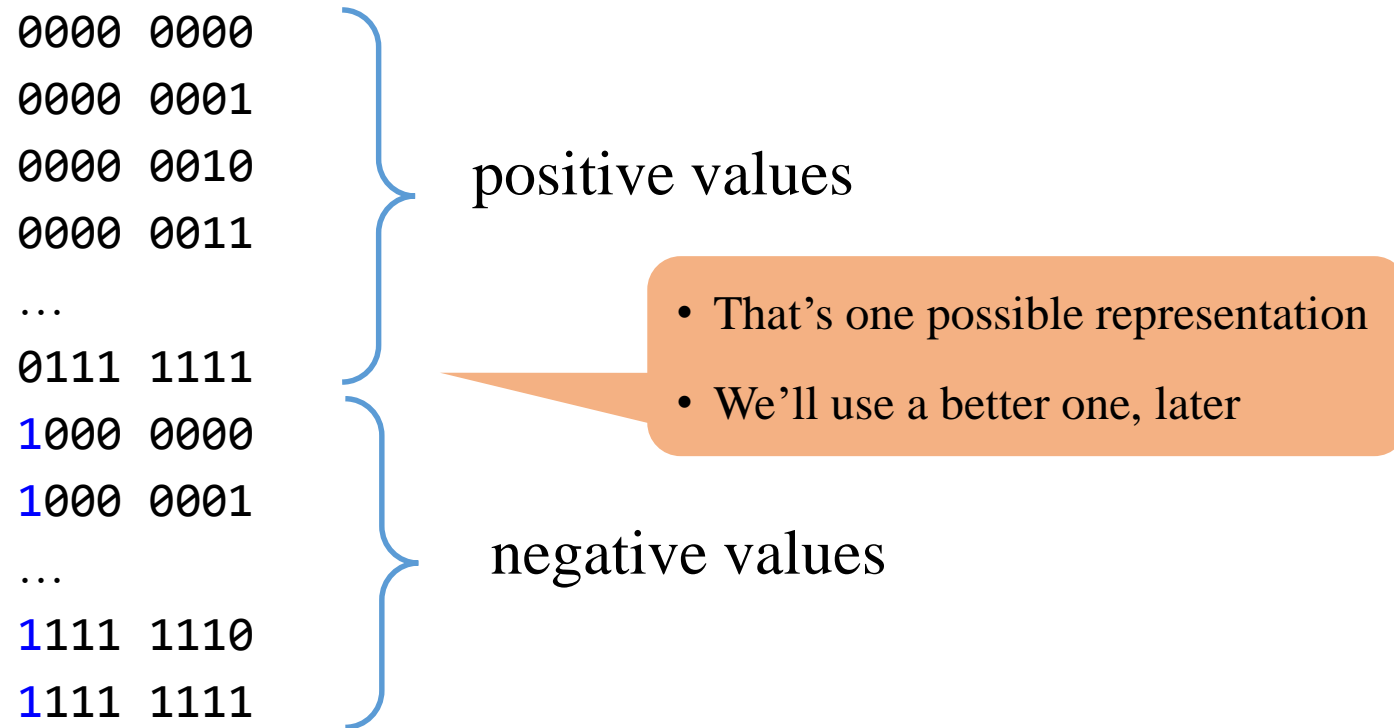 0000 0000
0000 0001
0000 0010
0000 0011
…
0111 1111
1000 0000
1000 0001
…
1111 1110
1111 1111
positive values
• That’s one possible representation
• We’ll use a better one, later
negative values